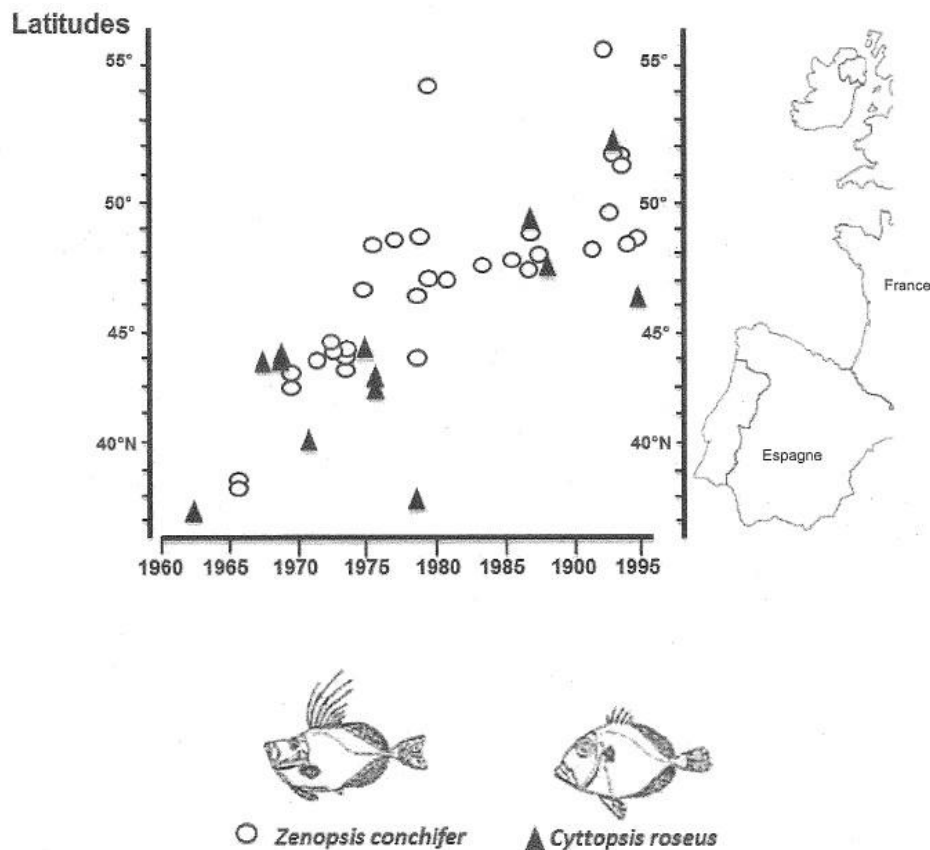 Latitudes
55°
55°
50°
50°
France
45°
45°
40°N
40°N
Espagne
1960 1965 1970 1975 1980 1985 1900 1995
Zenopsis conchifer
Cyttopsis roseus